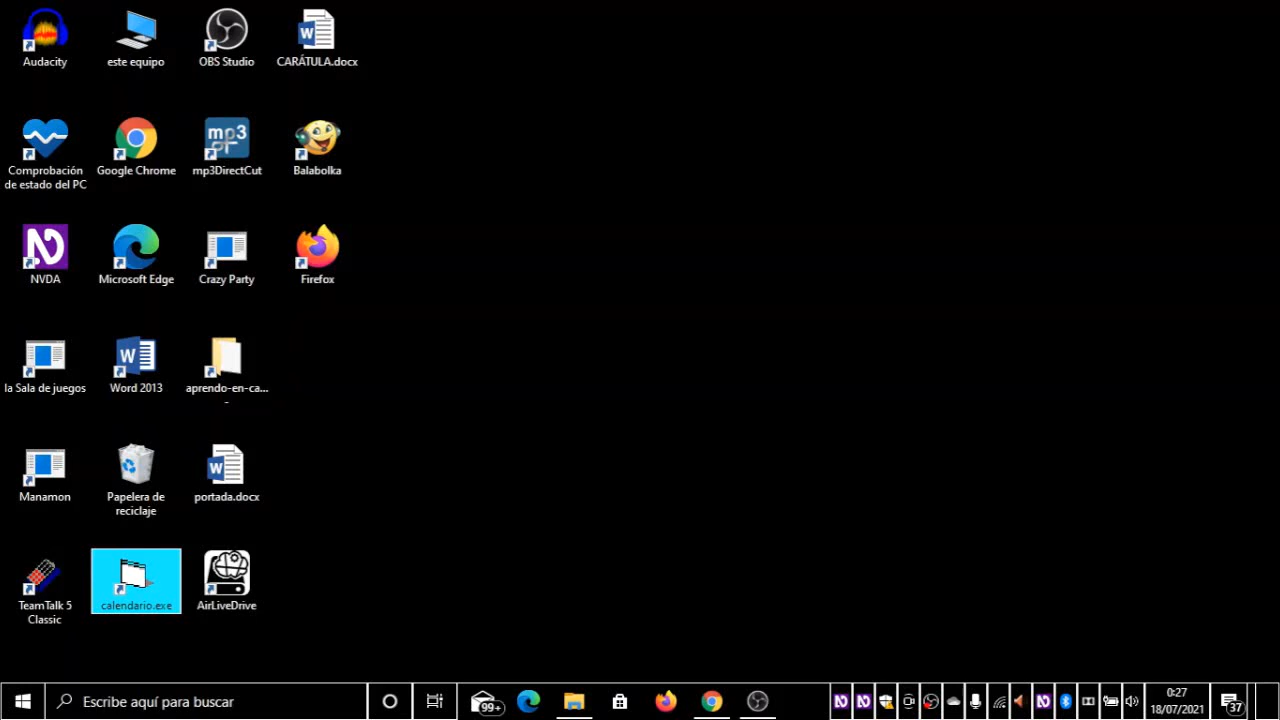 Audacity
este equipo
OBS Studio
CARÁTULA.docx
Comprobación
de estado del PC
Google Chrome
mp3
mp3DirectCut
Balabolka
NVDA
Microsoft Edge
Crazy Party
Firefox
la Sala de juegos
W
Word 2013
aprendo-en-ca...
-
Manamon
Papelera de
reciclaje
W
portada.docx
TeamTalk 5
Classic
calendario.exe
AirLiveDrive
Escribe aquí para buscar
99+
0:27
18/07/2021
37